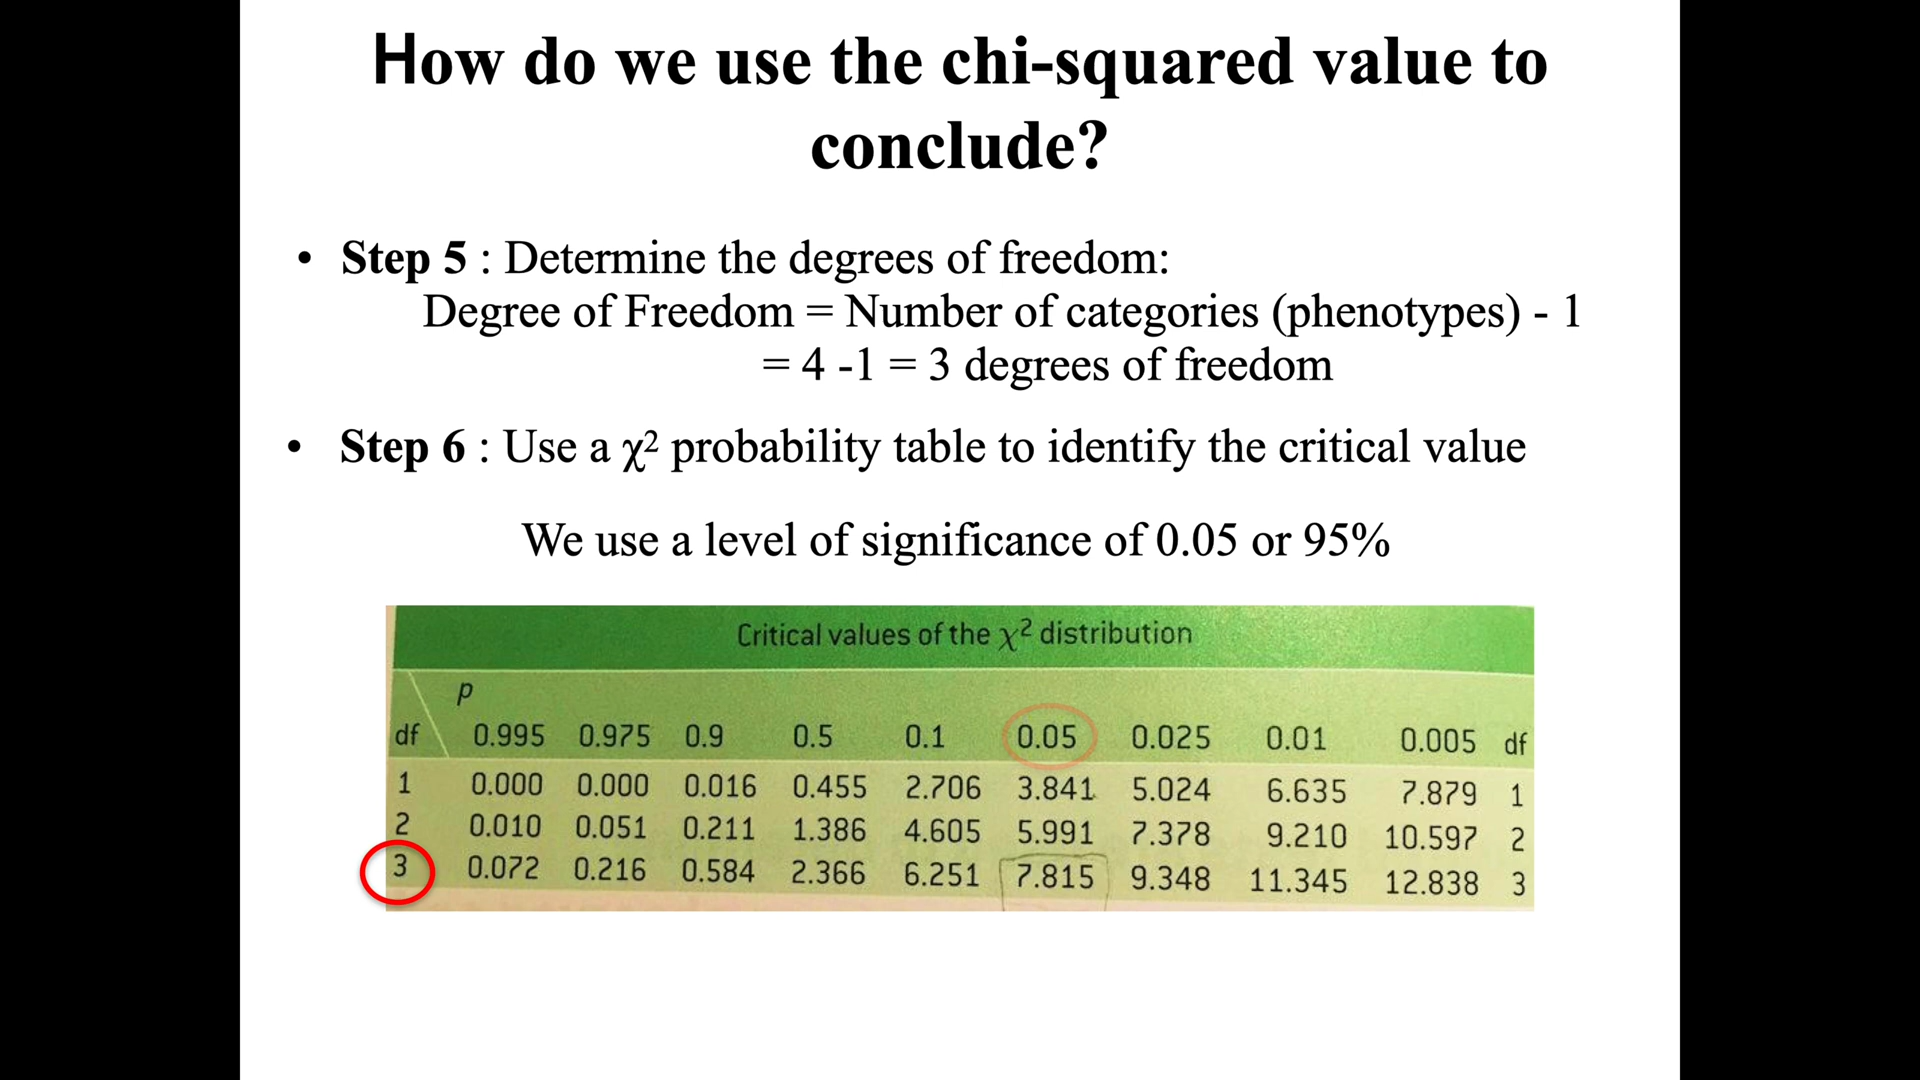 How do we use the chi-squared value to
conclude?
• Step 5 : Determine the degrees of freedom:
Degree of Freedom = Number of categories (phenotypes) - 1
= 4 -1 = 3 degrees of freedom
• Step 6 : Use a χ² probability table to identify the critical value
We use a level of significance of 0.05 or 95%
Critical values of the χ² distribution
p
df 0.995 0.975 0.9 0.5 0.1 0.05 0.025 0.01 0.005 df
1 0.000 0.000 0.016 0.455 2.706 3.841 5.024 6.635 7.879 1
2 0.010 0.051 0.211 1.386 4.605 5.991 7.378 9.210 10.597 2
3 0.072 0.216 0.584 2.366 6.251 7.815 9.348 11.345 12.838 3